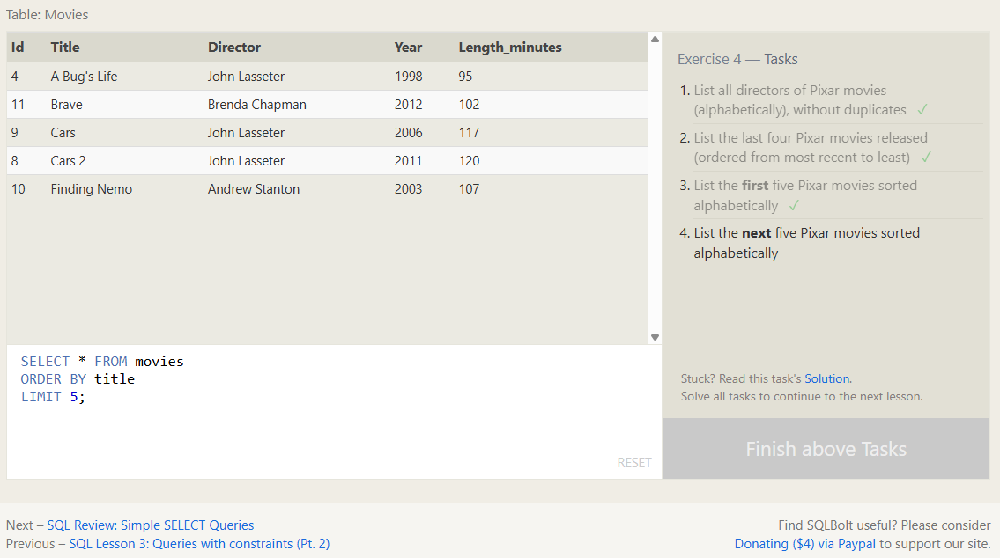 Table: Movies
Id Title Director Year Length_minutes
4 A Bug's Life John Lasseter 1998 95
11 Brave Brenda Chapman 2012 102
9 Cars John Lasseter 2006 117
8 Cars 2 John Lasseter 2011 120
10 Finding Nemo Andrew Stanton 2003 107
SELECT * FROM movies
ORDER BY title
LIMIT 5;
RESET
Exercise 4 — Tasks
1. List all directors of Pixar movies
(alphabetically), without duplicates ✓
2. List the last four Pixar movies released
(ordered from most recent to least) ✓
3. List the first five Pixar movies sorted
alphabetically ✓
4. List the next five Pixar movies sorted
alphabetically
Stuck? Read this task's Solution.
Solve all tasks to continue to the next lesson.
Finish above Tasks
Next – SQL Review: Simple SELECT Queries
Previous – SQL Lesson 3: Queries with constraints (Pt. 2)
Find SQLBolt useful? Please consider
Donating ($4) via Paypal to support our site.